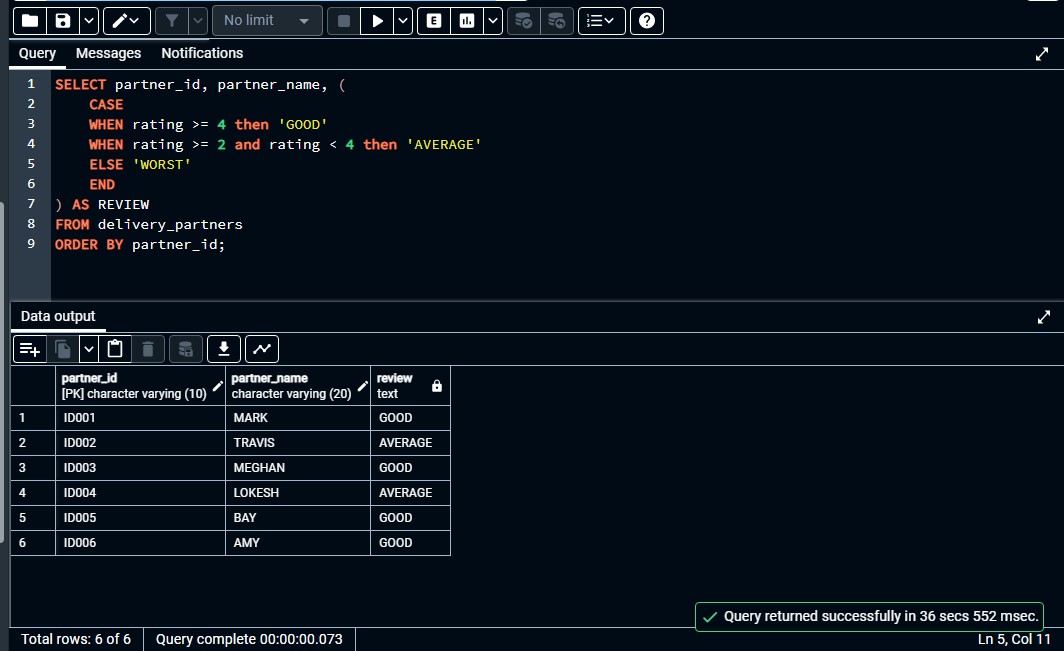 No limit
E
Query Messages Notifications
1 SELECT partner_id, partner_name, (
2 CASE
3 WHEN rating >= 4 then 'GOOD'
4 WHEN rating >= 2 and rating < 4 then 'AVERAGE'
5 ELSE 'WORST'
6 END
7 ) AS REVIEW
8 FROM delivery_partners
9 ORDER BY partner_id;
Data output
partner_id partner_name review
[PK] character varying (10) character varying (20) text
1 ID001 MARK GOOD
2 ID002 TRAVIS AVERAGE
3 ID003 MEGHAN GOOD
4 ID004 LOKESH AVERAGE
5 ID005 BAY GOOD
6 ID006 AMY GOOD
Query returned successfully in 36 secs 552 msec.
Total rows: 6 of 6 Query complete 00:00:00.073 Ln 5, Col 11